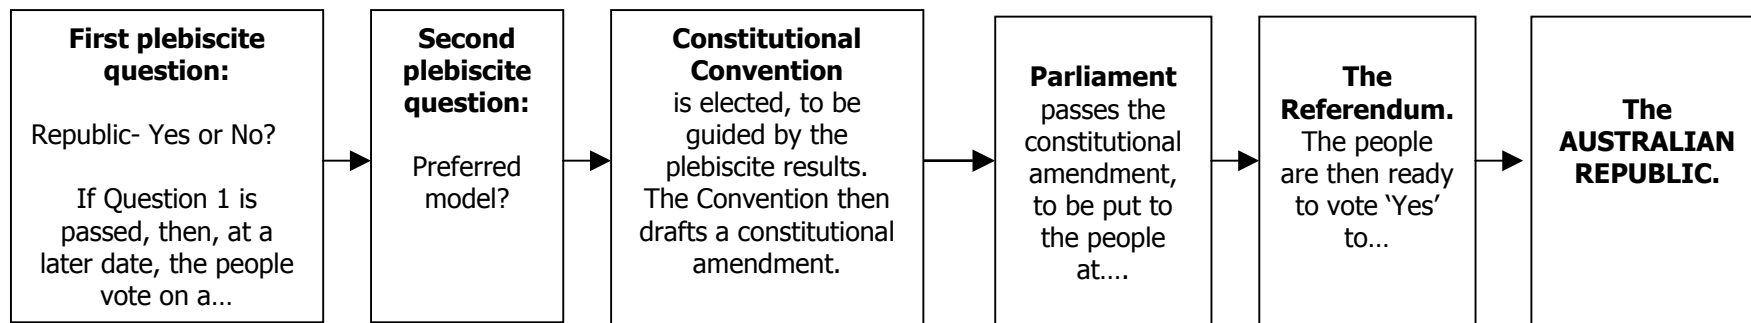 First plebiscite
question:
Republic- Yes or No?
If Question 1 is
passed, then, at a
later date, the people
vote on a…
Second
plebiscite
question:
Preferred
model?
Constitutional
Convention
is elected, to be
guided by the
plebiscite results.
The Convention then
drafts a constitutional
amendment.
Parliament
passes the
constitutional
amendment,
to be put to
the people
at….
The
Referendum.
The people
are then ready
to vote ‘Yes’
to…
The
AUSTRALIAN
REPUBLIC.